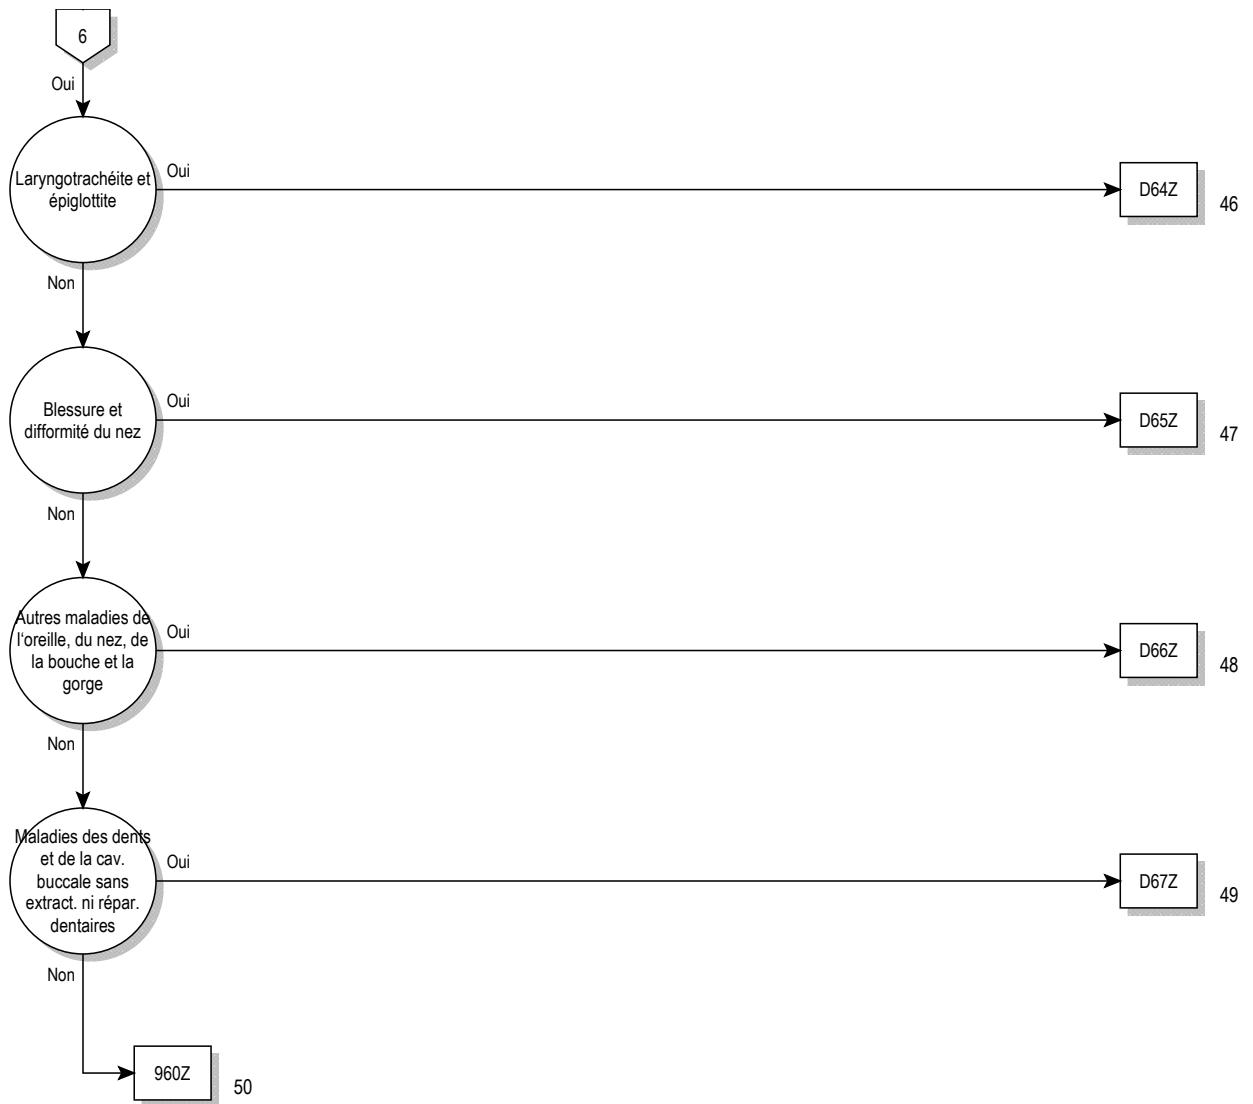 6
Oui
Laryngotrachéite et
épiglottite
Oui
D64Z
46
Non
Blessure et
difformité du nez
Oui
D65Z
47
Non
Autres maladies de
l‘oreille, du nez, de
la bouche et la
gorge
Oui
D66Z
48
Non
Maladies des dents
et de la cav.
buccale sans
extract. ni répar.
dentaires
Oui
D67Z
49
Non
960Z
50